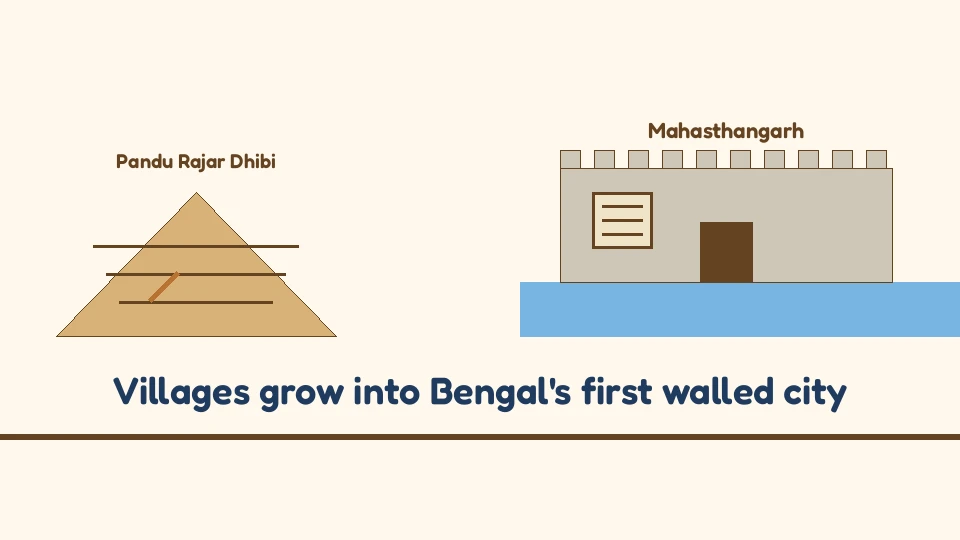 Mahasthangarh
Pandu Rajar Dhibi
Villages grow into Bengal's first walled city